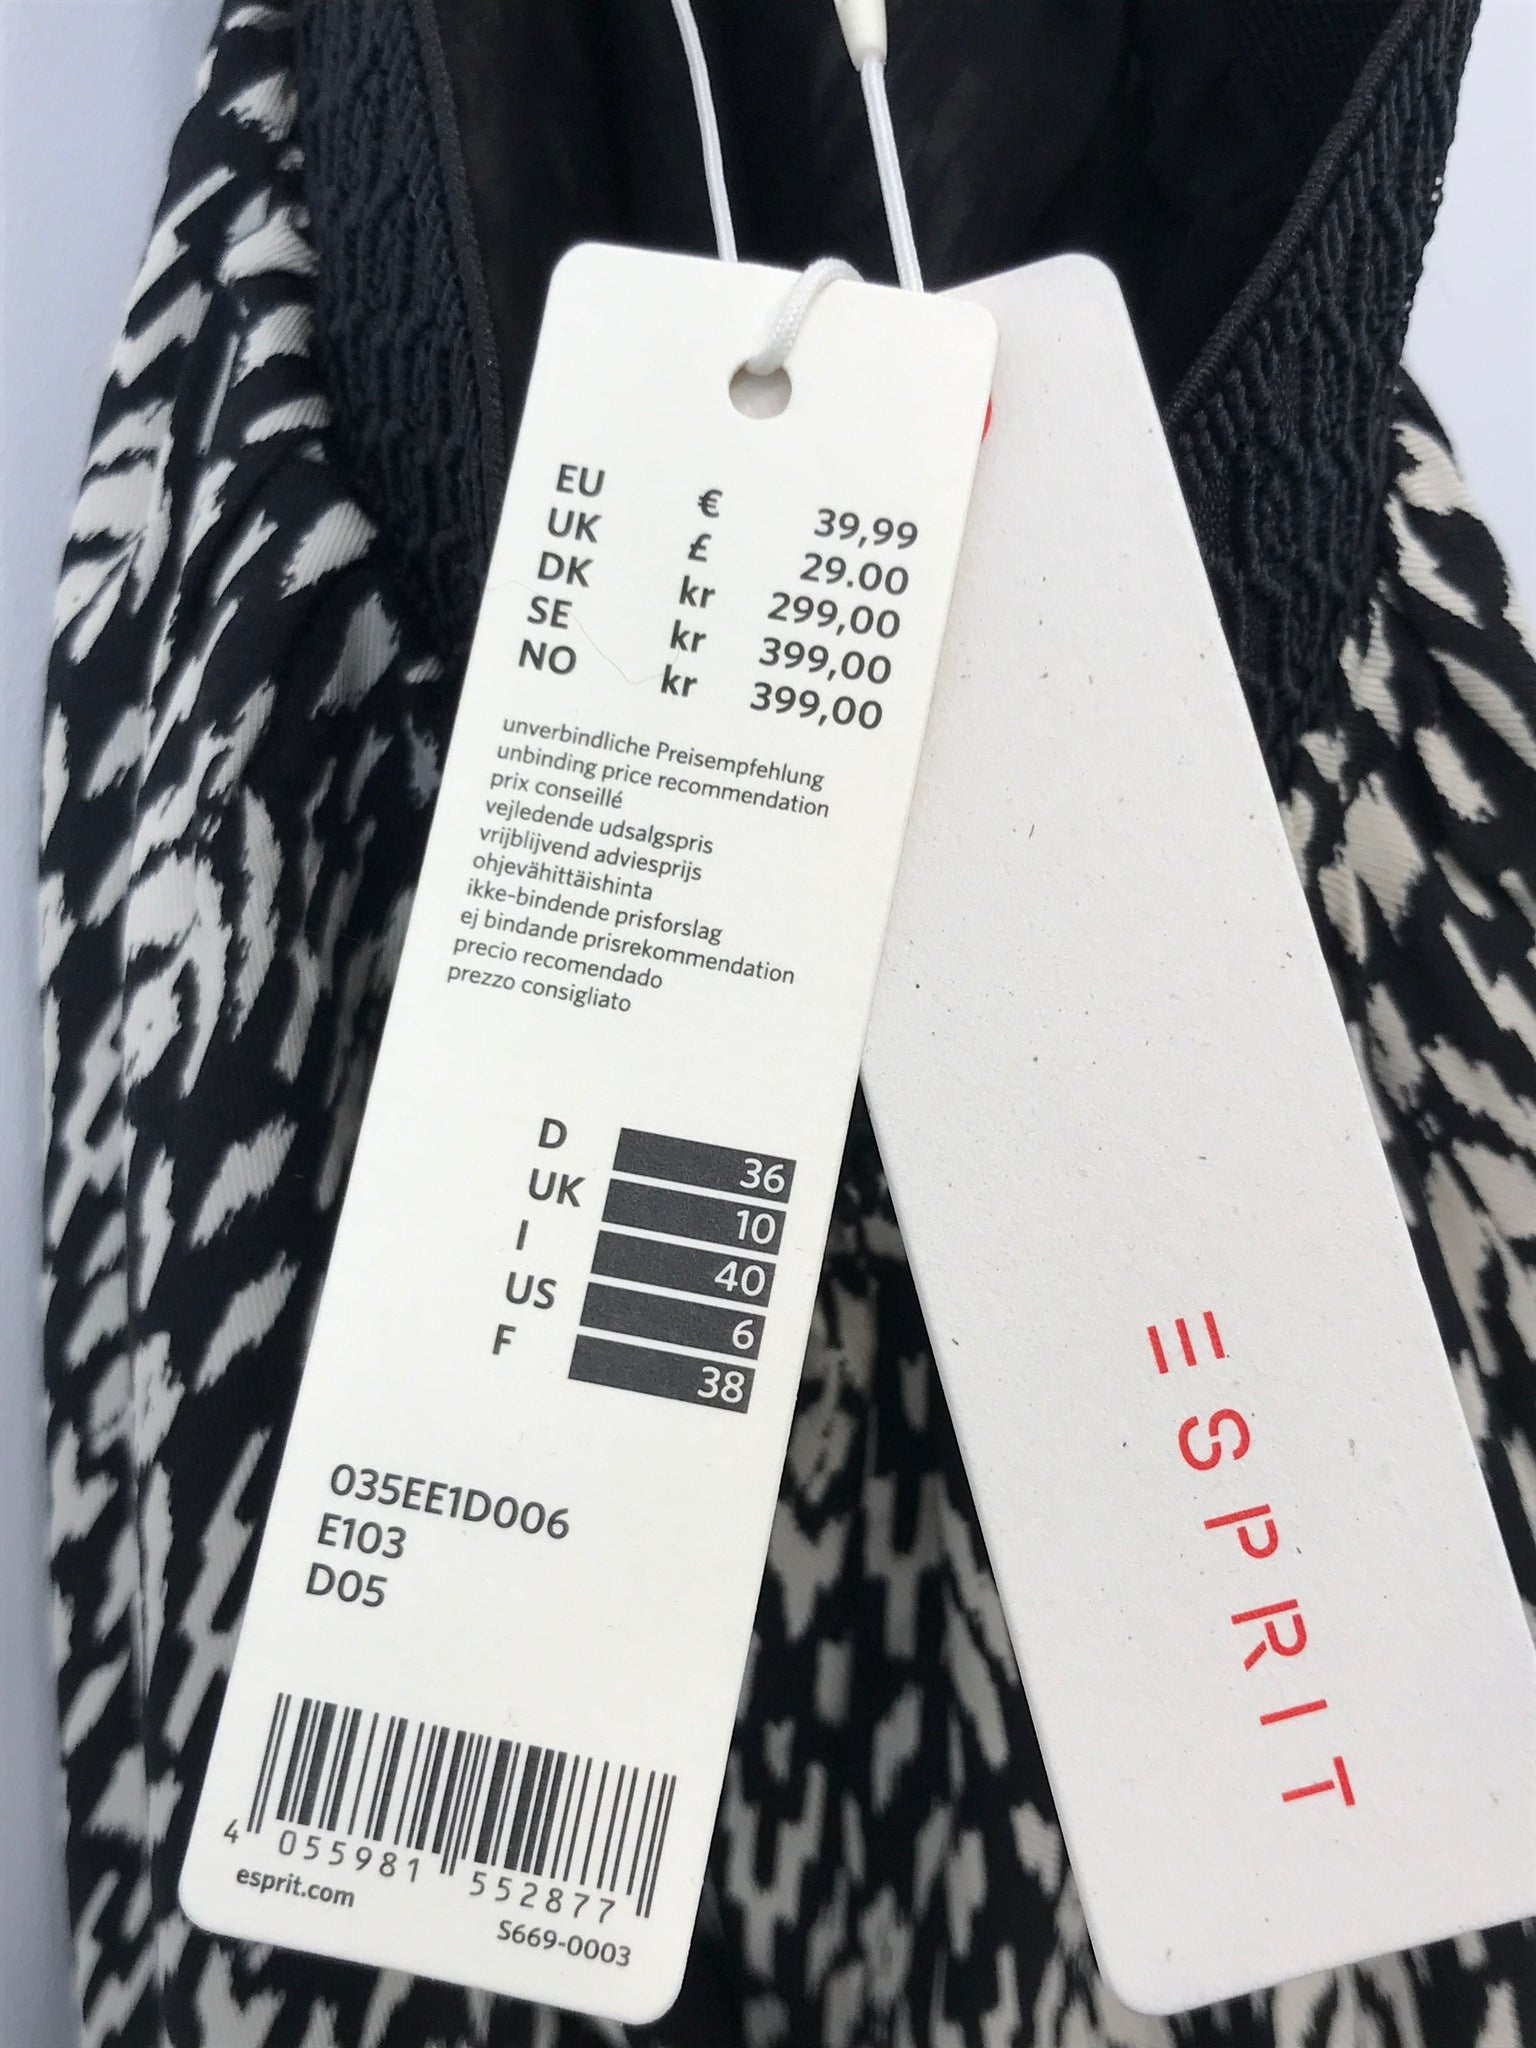 EU € 39,99
UK £ 29.00
DK kr 299,00
SE kr 399,00
NO kr 399,00
unverbindliche Preisempfehlung
unbinding price recommendation
prix conseillé
vejledende udsalgspris
vrijblijvend adviesprijs
ohjevähittäishinta
ikke-bindende prisforslag
ej bindande prisrekommendation
precio recomendado
prezzo consigliato
D 36
UK 10
I 40
US 6
F 38
035EE1D006
E103
D05
4 055981 552877
esprit.com
S669-0003
ESPRIT